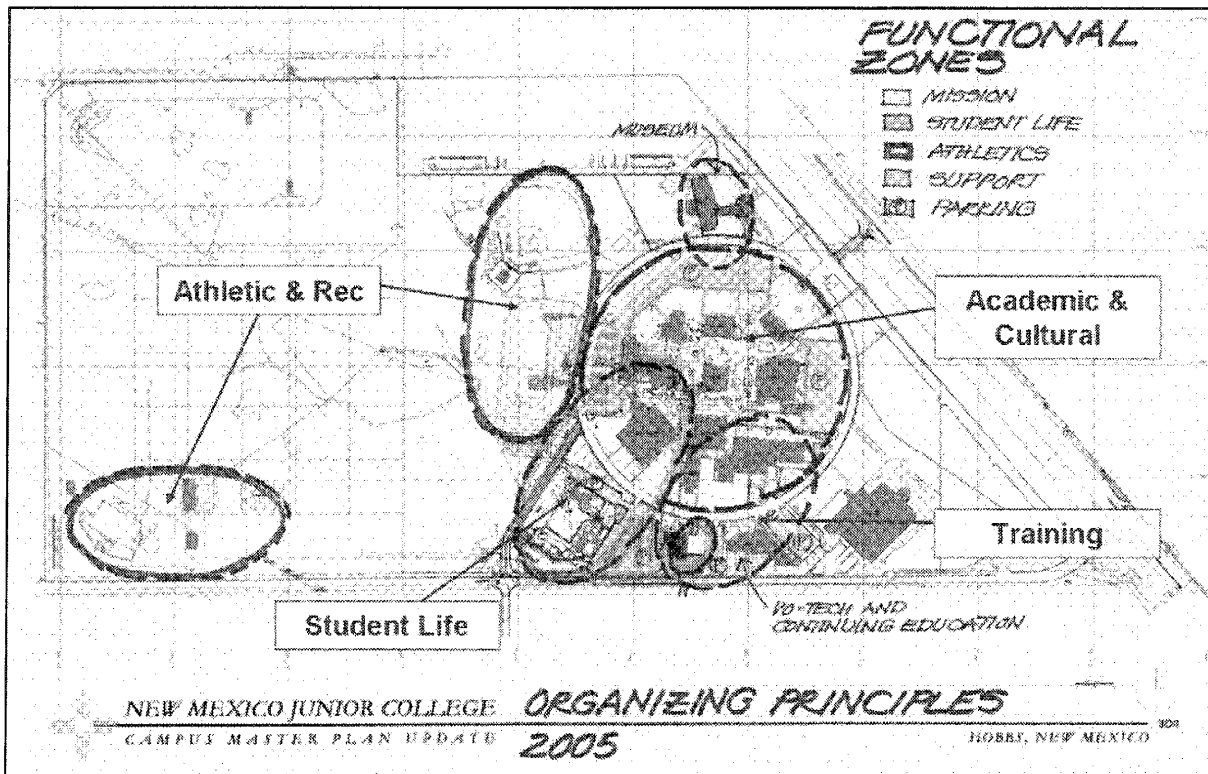 FUNCTIONAL
ZONES
MISSION
STUDENT LIFE
ATHLETICS
SUPPORT
PARKING
MUSEUM
Athletic & Rec
Academic &
Cultural
Training
Student Life
VO-TECH AND
CONTINUING EDUCATION
NEW MEXICO JUNIOR COLLEGE ORGANIZING PRINCIPLES
CAMPUS MASTER PLAN UPDATE 2005 HOBBS, NEW MEXICO